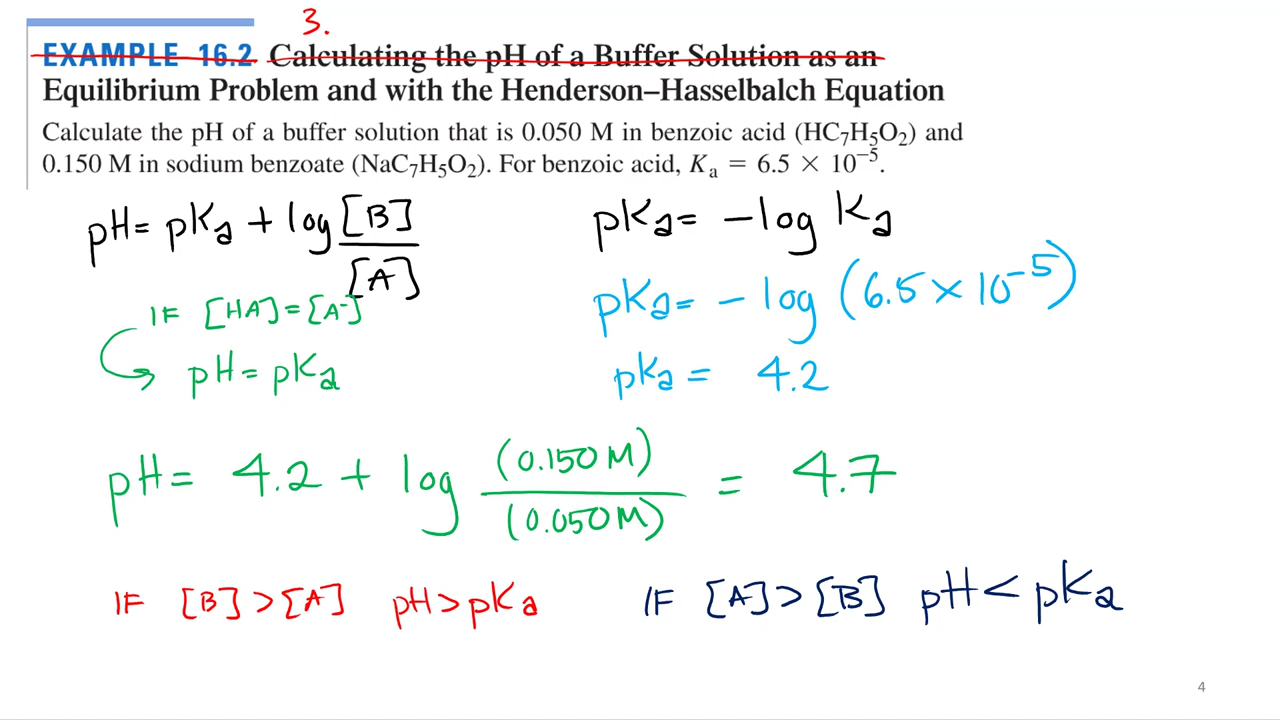 3.
EXAMPLE 16.2 Calculating the pH of a Buffer Solution as an
Equilibrium Problem and with the Henderson–Hasselbalch Equation
Calculate the pH of a buffer solution that is 0.050 M in benzoic acid (HC₇H₅O₂) and
0.150 M in sodium benzoate (NaC₇H₅O₂). For benzoic acid, Kₐ = 6.5 × 10⁻⁵.
pH = pKa + log [B]/[A]
pKa = −log Ka
IF [HA] = [A⁻]
pH = pKa
pKa = − log (6.5 × 10⁻⁵)
pKa = 4.2
pH = 4.2 + log (0.150 M)/(0.050 M) = 4.7
IF [B] > [A] pH > pKa
IF [A] > [B] pH < pKa
4